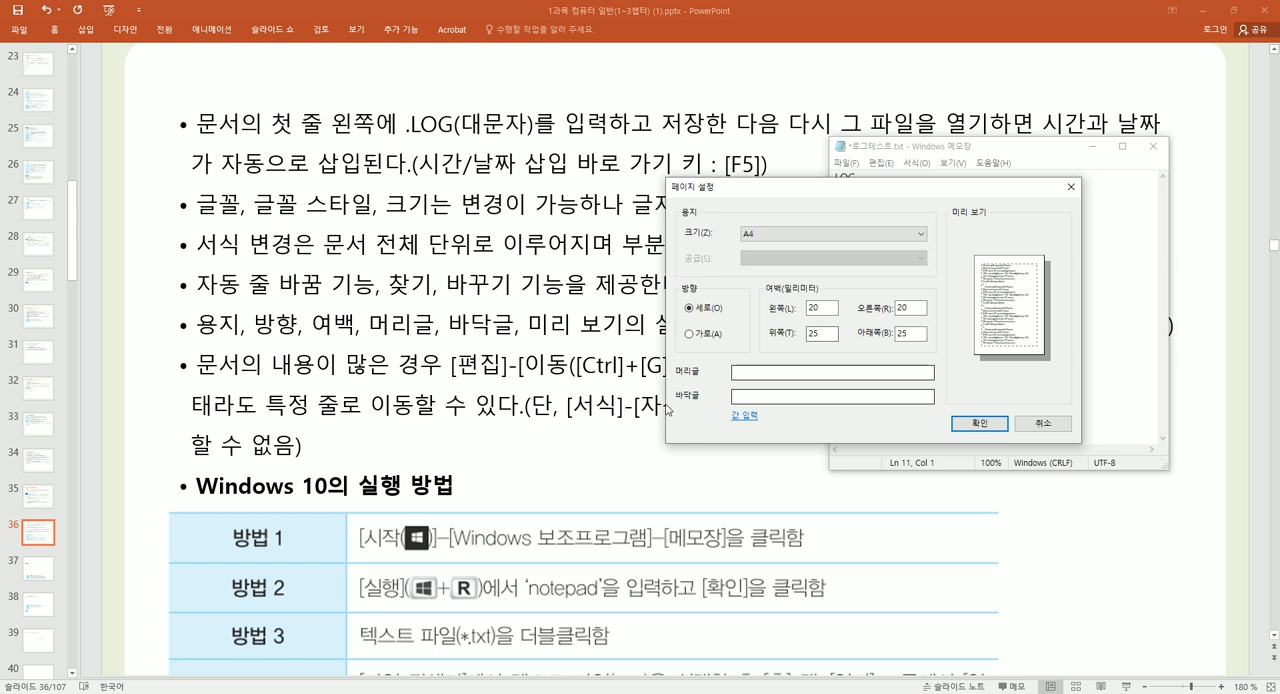 1과목 컴퓨터 일반(1~3챕터) (1).pptx - PowerPoint
파일 홈 삽입 디자인 전환 애니메이션 슬라이드 쇼 검토 보기 추가 기능 Acrobat 수행할 작업을 알려 주세요. 로그인 공유
23
24
25
26
27
28
29
30
31
32
33
34
35
36
37
38
39
40
• 문서의 첫 줄 왼쪽에 .LOG(대문자)를 입력하고 저장한 다음 다시 그 파일을 열기하면 시간과 날짜
가 자동으로 삽입된다.(시간/날짜 삽입 바로 가기 키 : [F5])
• 글꼴, 글꼴 스타일, 크기는 변경이 가능하나 글자
• 서식 변경은 문서 전체 단위로 이루어지며 부분
• 자동 줄 바꿈 기능, 찾기, 바꾸기 기능을 제공한
• 용지, 방향, 여백, 머리글, 바닥글, 미리 보기의 설
)
• 문서의 내용이 많은 경우 [편집]-[이동([Ctrl]+[G]
태라도 특정 줄로 이동할 수 있다.(단, [서식]-[자
할 수 없음)
• Windows 10의 실행 방법
방법 1 [시작( )]-[Windows 보조프로그램]-[메모장]을 클릭함
방법 2 [실행]( + R )에서 ‘notepad’을 입력하고 [확인]을 클릭함
방법 3 텍스트 파일(*.txt)을 더블클릭함
*로그테스트.txt - Windows 메모장
파일(F) 편집(E) 서식(O) 보기(V) 도움말(H)
.LOG
Ln 11, Col 1 100% Windows (CRLF) UTF-8
페이지 설정
용지
크기(Z): A4
공급(S):
방향
세로(O)
가로(A)
여백(밀리미터)
왼쪽(L): 20 오른쪽(R): 20
위쪽(T): 25 아래쪽(B): 25
머리글
바닥글
값 입력
미리 보기
확인 취소
슬라이드 36/107 한국어 슬라이드 노트 메모 180 %